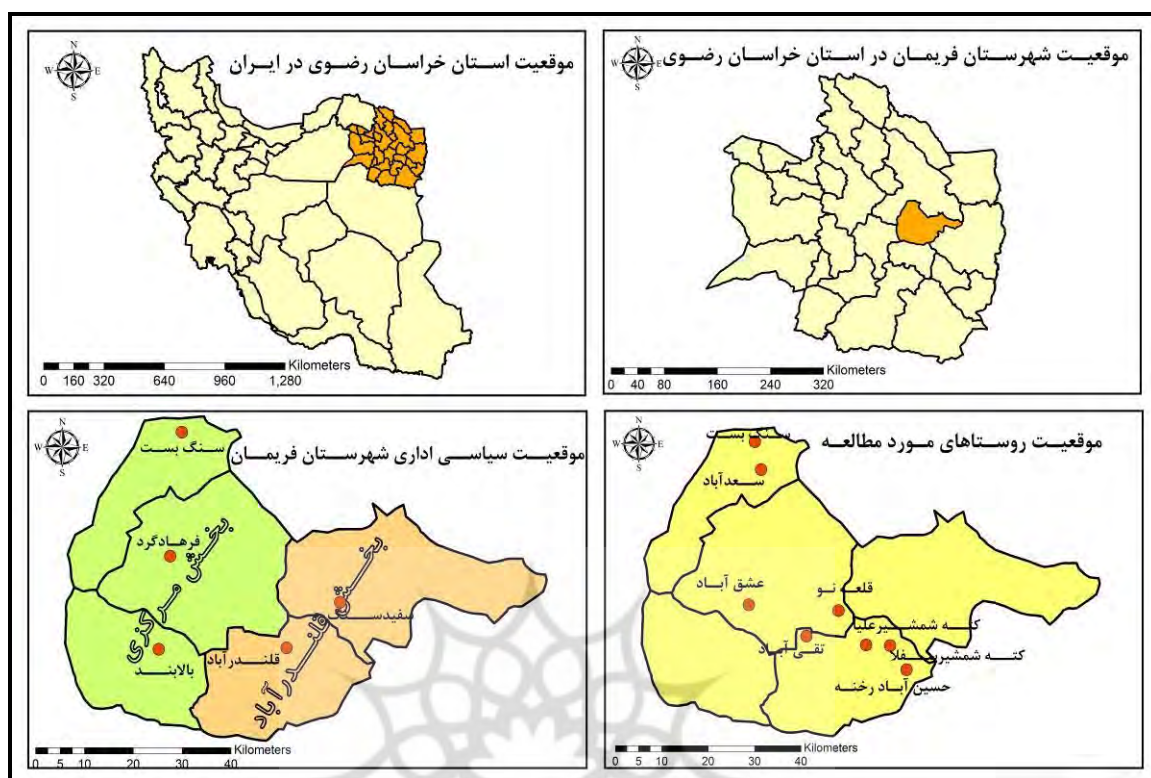 موقعیت استان خراسان رضوی در ایران
N
W E
S
Kilometers
0 160 320 640 960 1,280
موقعیت شهرستان فریمان در استان خراسان رضوی
N
W E
S
Kilometers
0 40 80 160 240 320
موقعیت سیاسی اداری شهرستان فریمان
N
W E
S
سنگ بست
فرهادگرد
بخش مرکزی
بالابند
سفیدسنگ
قلندرآباد
بخش قلندرآباد
Kilometers
0 5 10 20 30 40
موقعیت روستاهای مورد مطالعه
N
W E
S
سنگ بست
سعدآباد
عشق آباد
قلعه نو
کته شمشیرعلیا
تقی آباد
کته شمشیرسفلا
حسین آباد رخنه
Kilometers
0 5 10 20 30 40